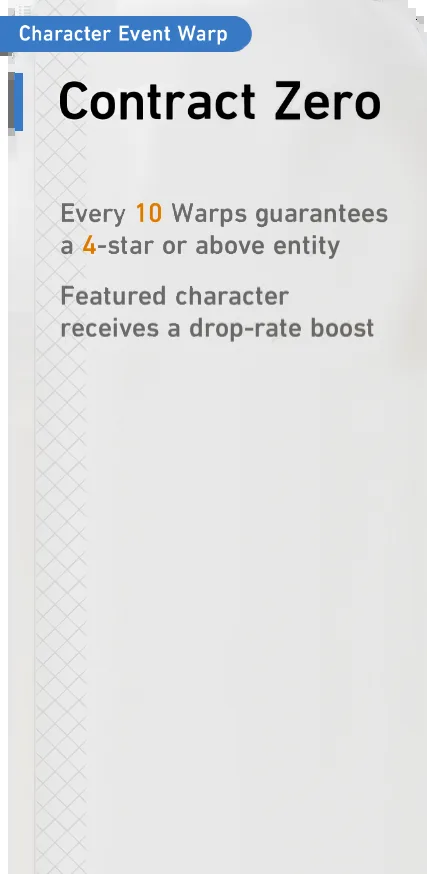 Character Event Warp
Contract Zero
Every 10 Warps guarantees
a 4-star or above entity
Featured character
receives a drop-rate boost